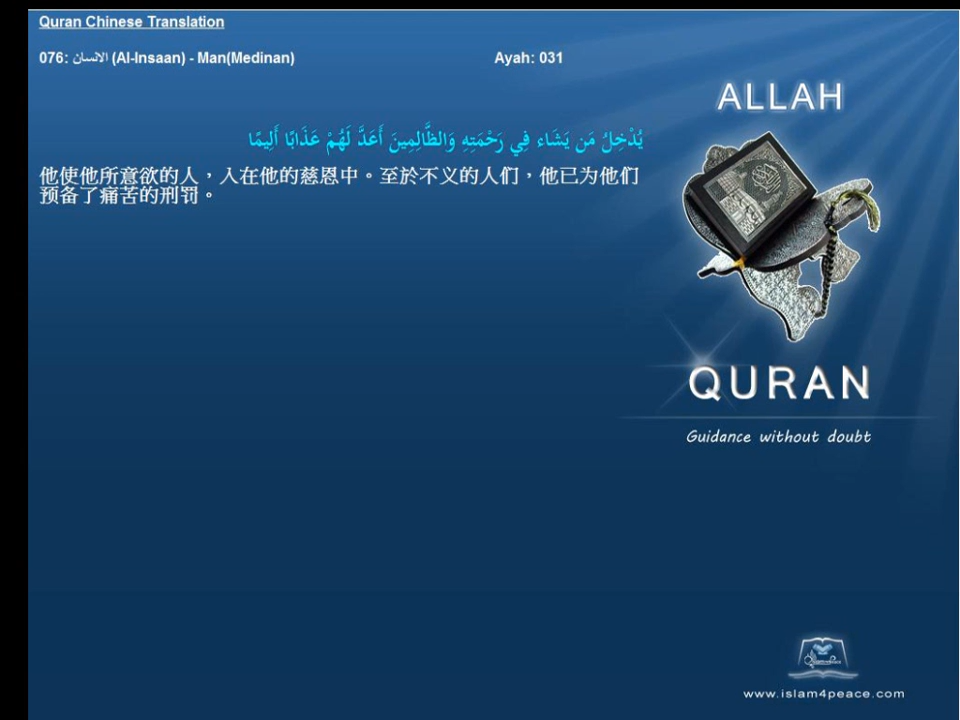 Quran Chinese Translation
076: الانسان (Al-Insaan) - Man(Medinan)
Ayah: 031
يُدْخِلُ مَن يَشَاء فِي رَحْمَتِهِ وَالظَّالِمِينَ أَعَدَّ لَهُمْ عَذَابًا أَلِيمًا
他使他所意欲的人，入在他的慈恩中。至於不义的人们，他已为他们
预备了痛苦的刑罚。
ALLAH
QURAN
Guidance without doubt
www.islam4peace.com